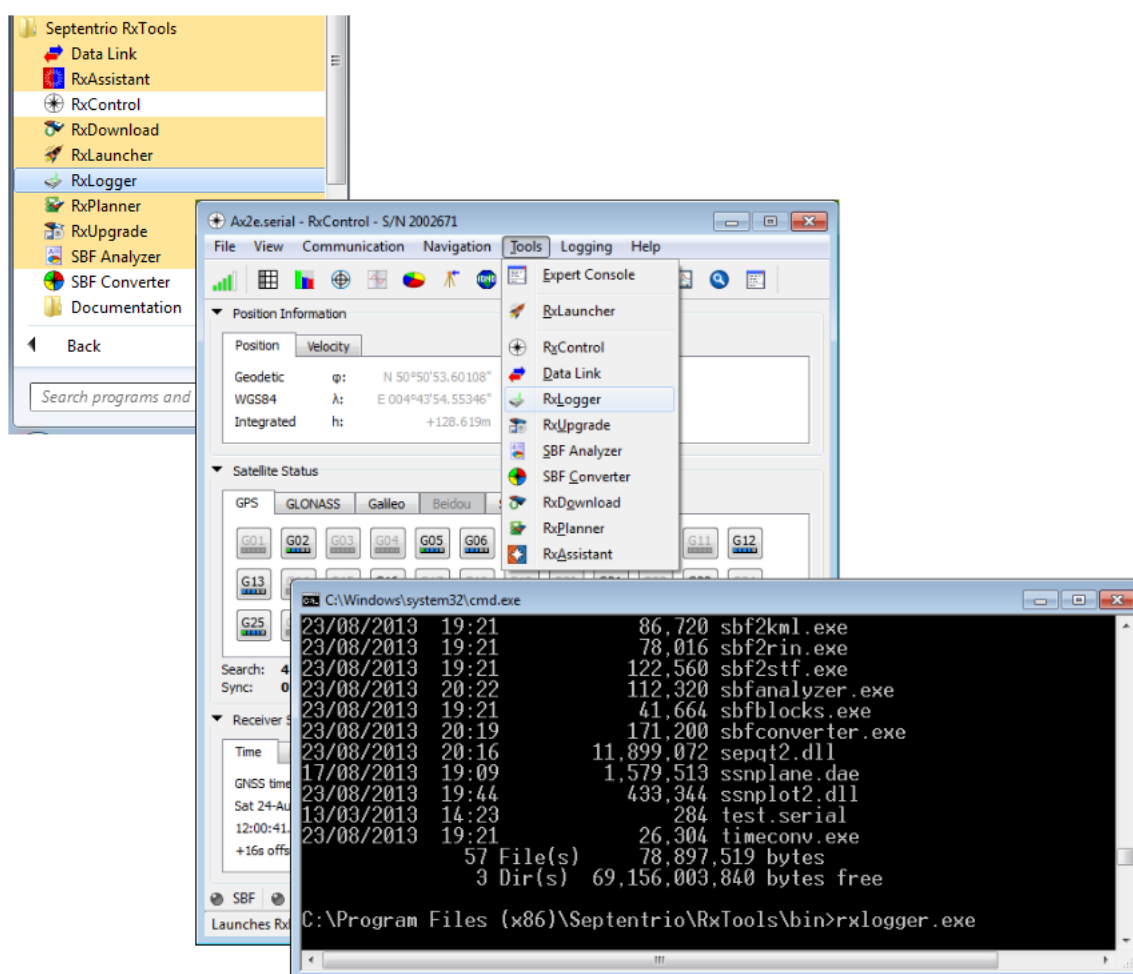 Septentrio RxTools
Data Link
RxAssistant
RxControl
RxDownload
RxLauncher
RxLogger
RxPlanner
RxUpgrade
SBF Analyzer
SBF Converter
Documentation
Back
Search programs and
Ax2e.serial - RxControl - S/N 2002671
File View Communication Navigation Tools Logging Help
Expert Console
RxLauncher
RxControl
Data Link
RxLogger
RxUpgrade
SBF Analyzer
SBF Converter
RxDownload
RxPlanner
RxAssistant
Position Information
Position Velocity
Geodetic φ: N 50°50'53.60108"
WGS84 λ: E 004°43'54.55346"
Integrated h: +128.619m
Satellite Status
GPS GLONASS Galileo Beidou
G01 G02 G03 G04 G05 G06 G11 G12
G13
G25
Search: 4
Sync: 0
Receiver S
Time
GNSS time
Sat 24-Au
12:00:41.
+16s offs
SBF
Launches Rx
C:\Windows\system32\cmd.exe
23/08/2013 19:21 86,720 sbf2kml.exe
23/08/2013 19:21 78,016 sbf2rin.exe
23/08/2013 19:21 122,560 sbf2stf.exe
23/08/2013 20:22 112,320 sbfanalyzer.exe
23/08/2013 19:21 41,664 sbfblocks.exe
23/08/2013 20:19 171,200 sbfconverter.exe
23/08/2013 20:16 11,899,072 sepqt2.dll
17/08/2013 19:09 1,579,513 ssnplane.dae
23/08/2013 19:44 433,344 ssnplot2.dll
13/03/2013 14:23 284 test.serial
23/08/2013 19:21 26,304 timeconv.exe
57 File(s) 78,897,519 bytes
3 Dir(s) 69,156,003,840 bytes free
C:\Program Files (x86)\Septentrio\RxTools\bin>rxlogger.exe